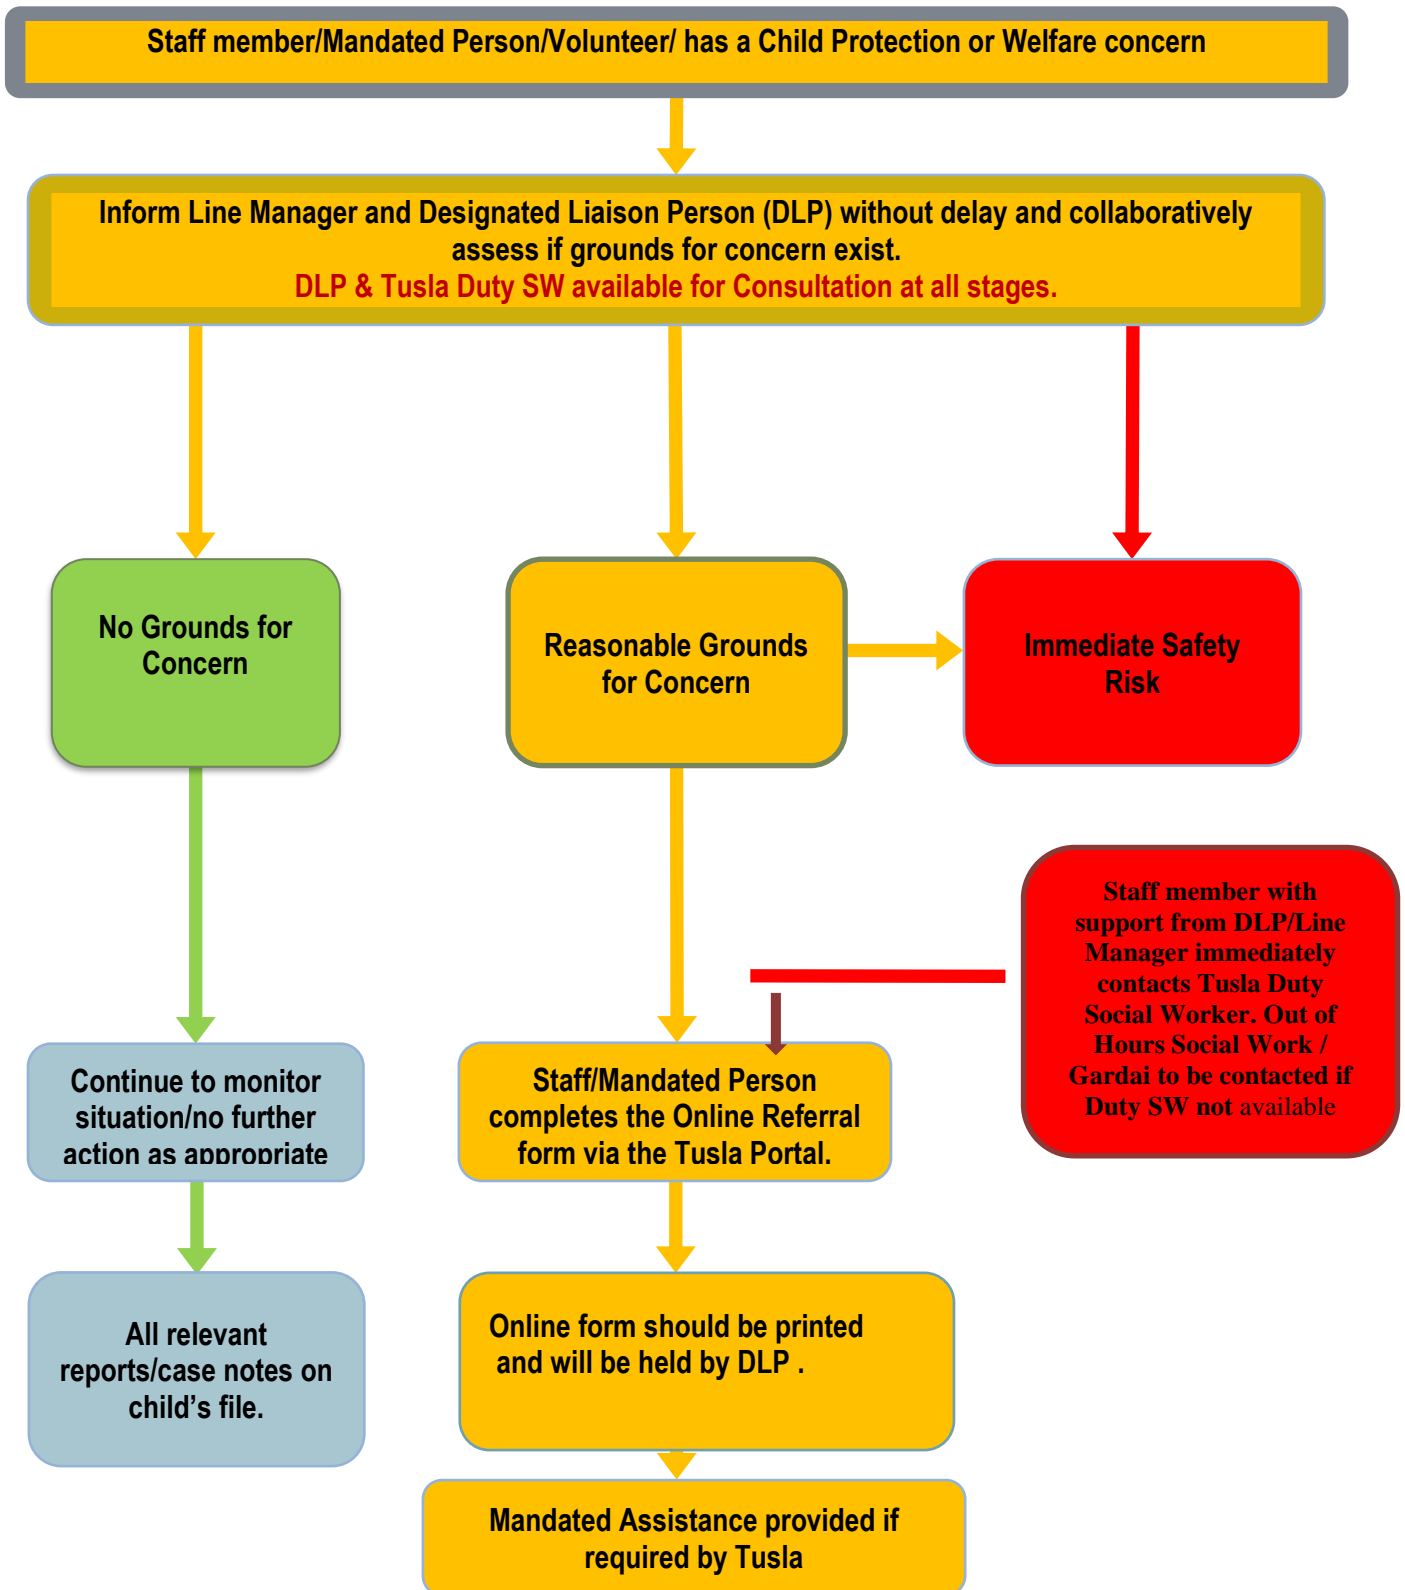 Staff member/Mandated Person/Volunteer/ has a Child Protection or Welfare concern
Inform Line Manager and Designated Liaison Person (DLP) without delay and collaboratively
assess if grounds for concern exist.
DLP & Tusla Duty SW available for Consultation at all stages.
No Grounds for
Concern
Reasonable Grounds
for Concern
Immediate Safety
Risk
Staff member with
support from DLP/Line
Manager immediately
contacts Tusla Duty
Social Worker. Out of
Hours Social Work /
Gardai to be contacted if
Duty SW not available
Continue to monitor
situation/no further
action as appropriate
Staff/Mandated Person
completes the Online Referral
form via the Tusla Portal.
All relevant
reports/case notes on
child’s file.
Online form should be printed
and will be held by DLP .
Mandated Assistance provided if
required by Tusla